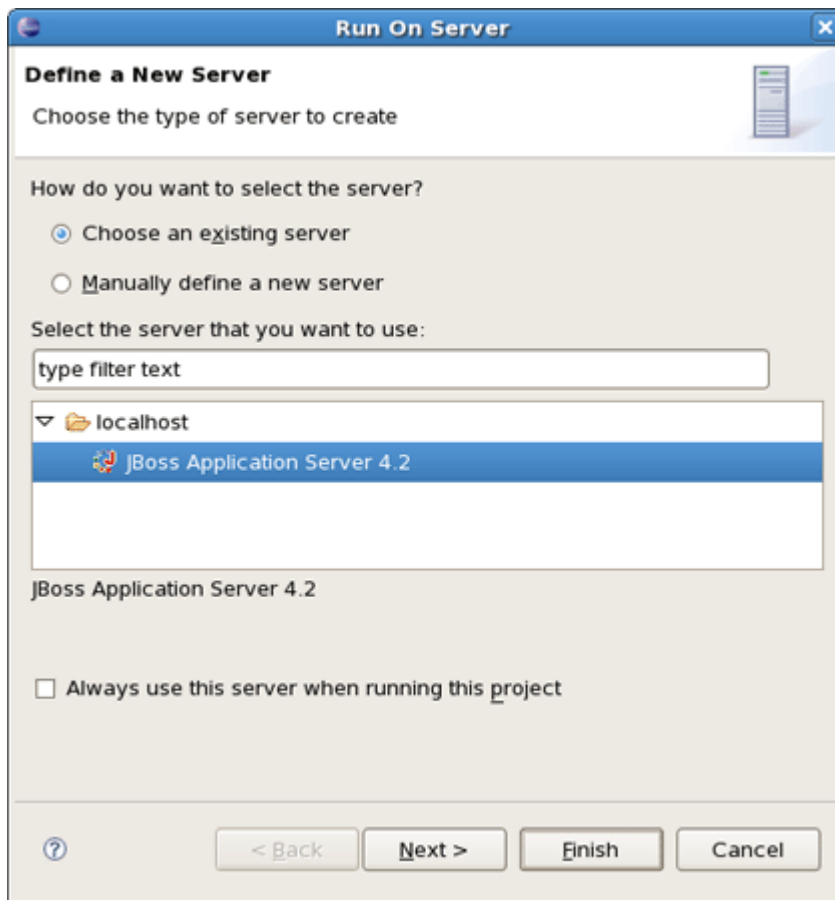 Run On Server
Define a New Server
Choose the type of server to create
How do you want to select the server?
Choose an existing server
Manually define a new server
Select the server that you want to use:
type filter text
localhost
JBoss Application Server 4.2
JBoss Application Server 4.2
Always use this server when running this project
? < Back Next > Finish Cancel